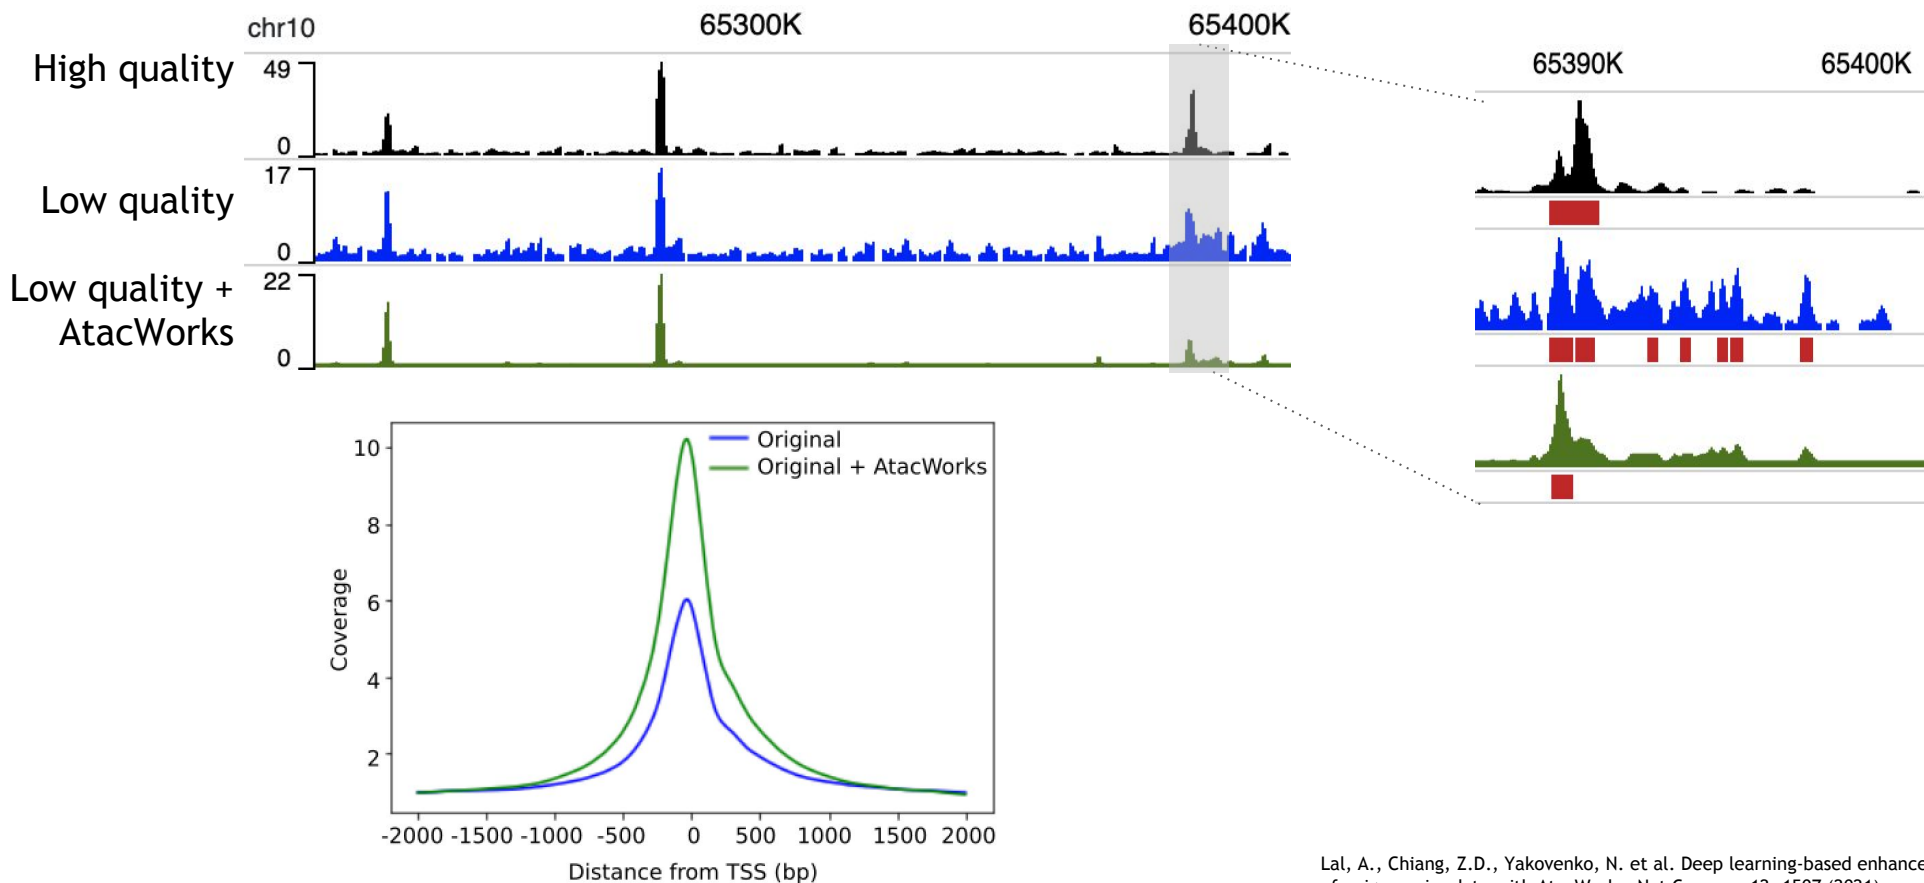 chr10 65300K 65400K
High quality 49
0
Low quality 17
0
Low quality + 22
AtacWorks 0
65390K 65400K
Original
Original + AtacWorks
10
8
6
4
2
Coverage
-2000 -1500 -1000 -500 0 500 1000 1500 2000
Distance from TSS (bp)
Lal, A., Chiang, Z.D., Yakovenko, N. et al. Deep learning-based enhance